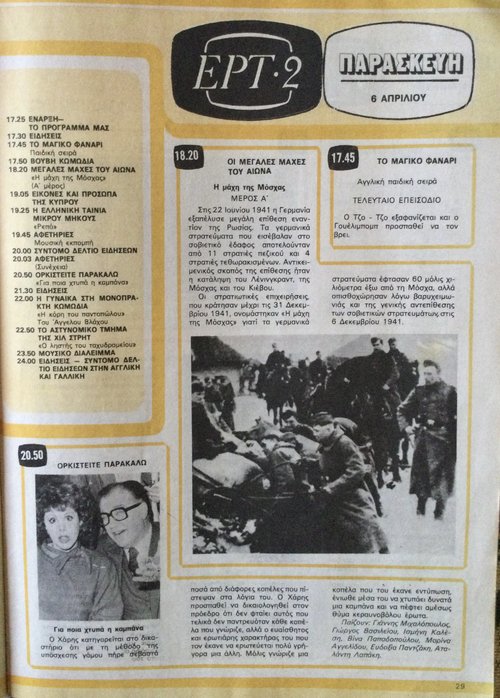 ΕΡΤ·2
ΠΑΡΑΣΚΕΥΗ
6 ΑΠΡΙΛΙΟΥ
17.25 ΕΝΑΡΞΗ—
ΤΟ ΠΡΟΓΡΑΜΜΑ ΜΑΣ
17.30 ΕΙΔΗΣΕΙΣ
17.45 ΤΟ ΜΑΓΙΚΟ ΦΑΝΑΡΙ
Παιδική σειρά
17.50 ΒΟΥΒΗ ΚΩΜΩΔΙΑ
18.20 ΜΕΓΑΛΕΣ ΜΑΧΕΣ
ΤΟΥ ΑΙΩΝΑ
«Η μάχη της Μόσχας»
(Α΄ μέρος)
19.05 ΕΙΚΟΝΕΣ ΚΑΙ ΠΡΟΣΩΠΑ
ΤΗΣ ΚΥΠΡΟΥ
19.25 Η ΕΛΛΗΝΙΚΗ ΤΑΙΝΙΑ
ΜΙΚΡΟΥ ΜΗΚΟΥΣ
«Ρεπό»
19.45 ΑΦΕΤΗΡΙΕΣ
Μουσική εκπομπή
20.00 ΣΥΝΤΟΜΟ ΔΕΛΤΙΟ ΕΙΔΗΣΕΩΝ
20.03 ΑΦΕΤΗΡΙΕΣ
(Συνέχεια)
20.50 ΟΡΚΙΣΤΕΙΤΕ ΠΑΡΑΚΑΛΩ
«Για ποια χτυπά η καμπάνα»
21.30 ΕΙΔΗΣΕΙΣ
22.00 Η ΓΥΝΑΙΚΑ ΣΤΗ ΜΟΝΟΠΡΑ-
ΚΤΗ ΚΩΜΩΔΙΑ
«Η κόρη του παντοπώλου»
Του Άγγελου Βλάχου
22.50 ΤΟ ΑΣΤΥΝΟΜΙΚΟ ΤΜΗΜΑ
ΤΗΣ ΧΙΛ ΣΤΡΗΤ
«Ο ληστής του ταχυδρομείου»
23.50 ΜΟΥΣΙΚΟ ΔΙΑΛΕΙΜΜΑ
24.00 ΕΙΔΗΣΕΙΣ — ΣΥΝΤΟΜΟ ΔΕΛ-
ΤΙΟ ΕΙΔΗΣΕΩΝ ΣΤΗΝ ΑΓΓΛΙΚΗ
ΚΑΙ ΓΑΛΛΙΚΗ
18.20
ΟΙ ΜΕΓΑΛΕΣ ΜΑΧΕΣ
ΤΟΥ ΑΙΩΝΑ
Η μάχη της Μόσχας
ΜΕΡΟΣ Α΄
Στις 22 Ιουνίου 1941 η Γερμανία
εξαπέλυσε μεγάλη επίθεση εναν-
τίον της Ρωσίας. Τα γερμανικά
στρατεύματα που εισέβαλαν στο
σοβιετικό έδαφος αποτελούνταν
από 11 στρατιές πεζικού και 4
στρατιές τεθωρακισμένων. Αντικει-
μενικός σκοπός της επίθεσης ήταν
η κατάληψη του Λένινγκραντ, της
Μόσχας και του Κιέβου.
Οι στρατιωτικές επιχειρήσεις,
που κράτησαν μέχρι τις 31 Δεκεμ-
βρίου 1941, ονομάστηκαν «Η μά-
χη της Μόσχας» γιατί τα γερμανικά
17.45
ΤΟ ΜΑΓΙΚΟ ΦΑΝΑΡΙ
Αγγλική παιδική σειρά
ΤΕΛΕΥΤΑΙΟ ΕΠΕΙΣΟΔΙΟ
Ο Τζο - Τζο εξαφανίζεται και ο
Γουέλιμπομπ προσπαθεί να τον
βρει.
στρατεύματα έφτασαν 60 μόλις χι-
λιόμετρα έξω από τη Μόσχα, αλλά
οπισθοχώρησαν λόγω βαρυχειμω-
νιάς και της γενικής αντεπίθεσης
των σοβιετικών στρατευμάτων, στις
6 Δεκεμβρίου 1941.
20.50
ΟΡΚΙΣΤΕΙΤΕ ΠΑΡΑΚΑΛΩ
Για ποια χτυπά η καμπάνα
Ο Χάρης κατηγορείται στο δικα-
στήριο ότι με τη μέθοδο της
υπόσχεσης γάμου πήρε σεβαστά
ποσά από διάφορες κοπέλες που πί-
στεψαν στα λόγια του. Ο Χάρης
προσπαθεί να δικαιολογηθεί στον
πρόεδρο ότι δεν φταίει αυτός που
τελικά δεν παντρευόταν κάθε κοπέ-
λα που γνώριζε, αλλά ο ευαίσθητος
και ερωτιάρης χαρακτήρας του που
τον έκανε να ερωτεύεται πολύ γρή-
γορα μια άλλη. Μόλις γνώριζε μια
κοπέλα που του έκανε εντύπωση,
ένιωθε μέσα του να χτυπάει δυνατά
μια καμπάνα και να πέφτει αμέσως
θύμα κεραυνοβόλου έρωτα.
Παίζουν: Γιάννης Μιχαλόπουλος,
Γιώργος Βασιλείου, Ισμήνη Καλέ-
ση, Βίνα Παπαδοπούλου, Μαρίνα
Αγγελίδου, Ευδοξία Παντζάκη, Ατα-
λάντη Λαπάκη.
29